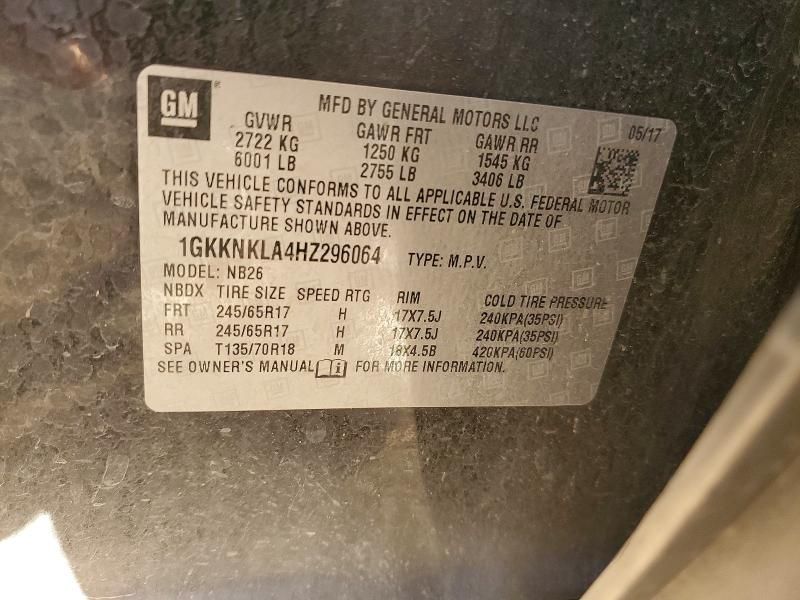 GM®
MFD BY GENERAL MOTORS LLC
05/17
GVWR GAWR FRT GAWR RR
2722 KG 1250 KG 1545 KG
6001 LB 2755 LB 3406 LB
THIS VEHICLE CONFORMS TO ALL APPLICABLE U.S. FEDERAL MOTOR
VEHICLE SAFETY STANDARDS IN EFFECT ON THE DATE OF
MANUFACTURE SHOWN ABOVE.
1GKKNKLA4HZ296064 TYPE: M.P.V.
MODEL: NB26
NBDX TIRE SIZE SPEED RTG RIM COLD TIRE PRESSURE
FRT 245/65R17 H 17X7.5J 240KPA(35PSI)
RR 245/65R17 H 17X7.5J 240KPA(35PSI)
SPA T135/70R18 M 18X4.5B 420KPA(60PSI)
SEE OWNER'S MANUAL FOR MORE INFORMATION.